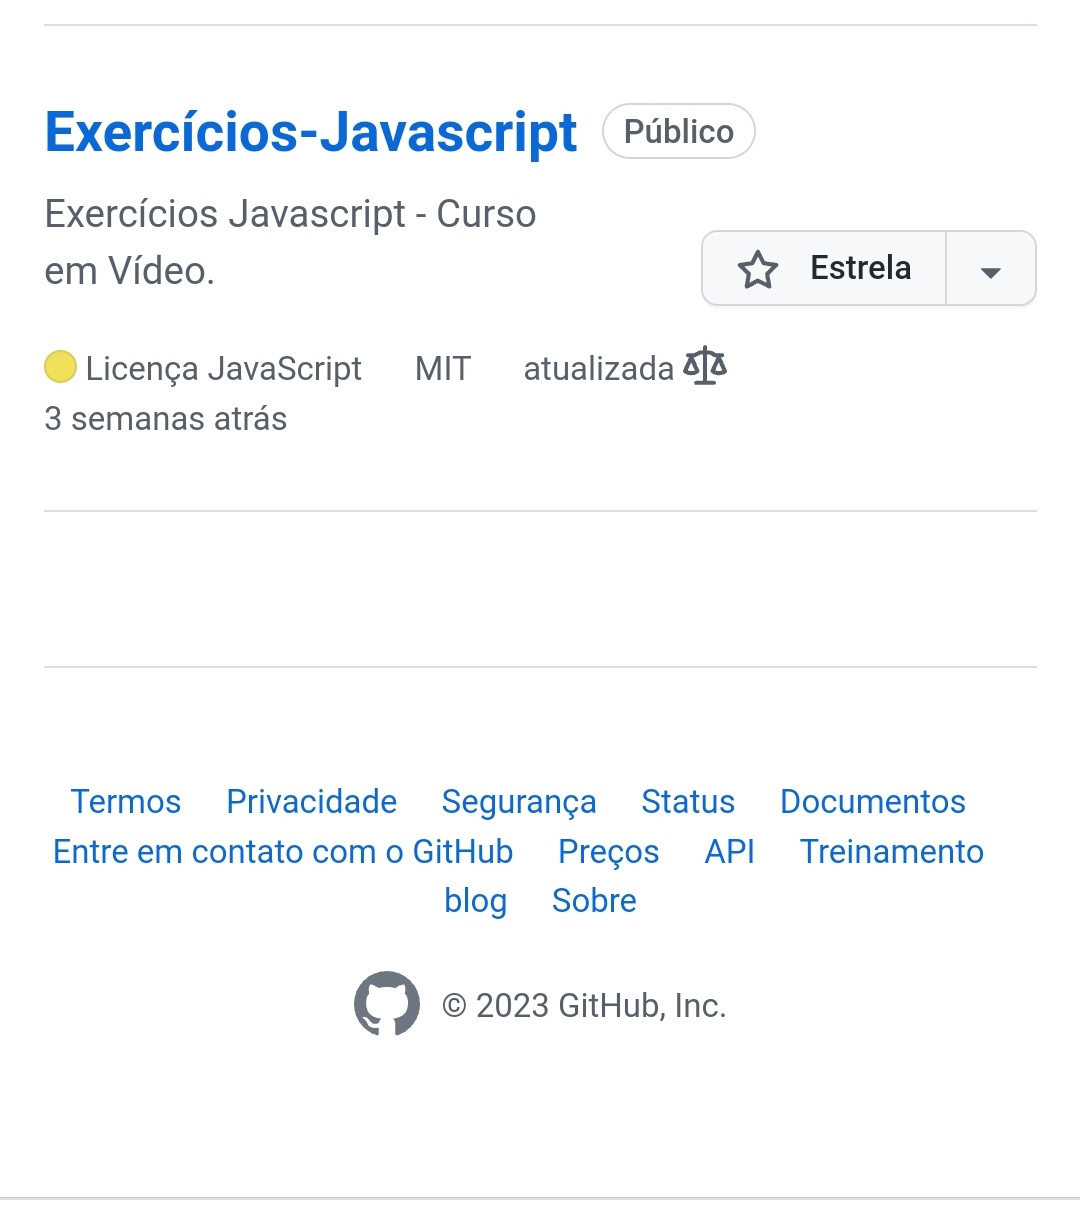 Exercícios-Javascript Público
Exercícios Javascript - Curso
em Vídeo.
Estrela
Licença JavaScript MIT atualizada
3 semanas atrás
Termos Privacidade Segurança Status Documentos
Entre em contato com o GitHub Preços API Treinamento
blog Sobre
© 2023 GitHub, Inc.